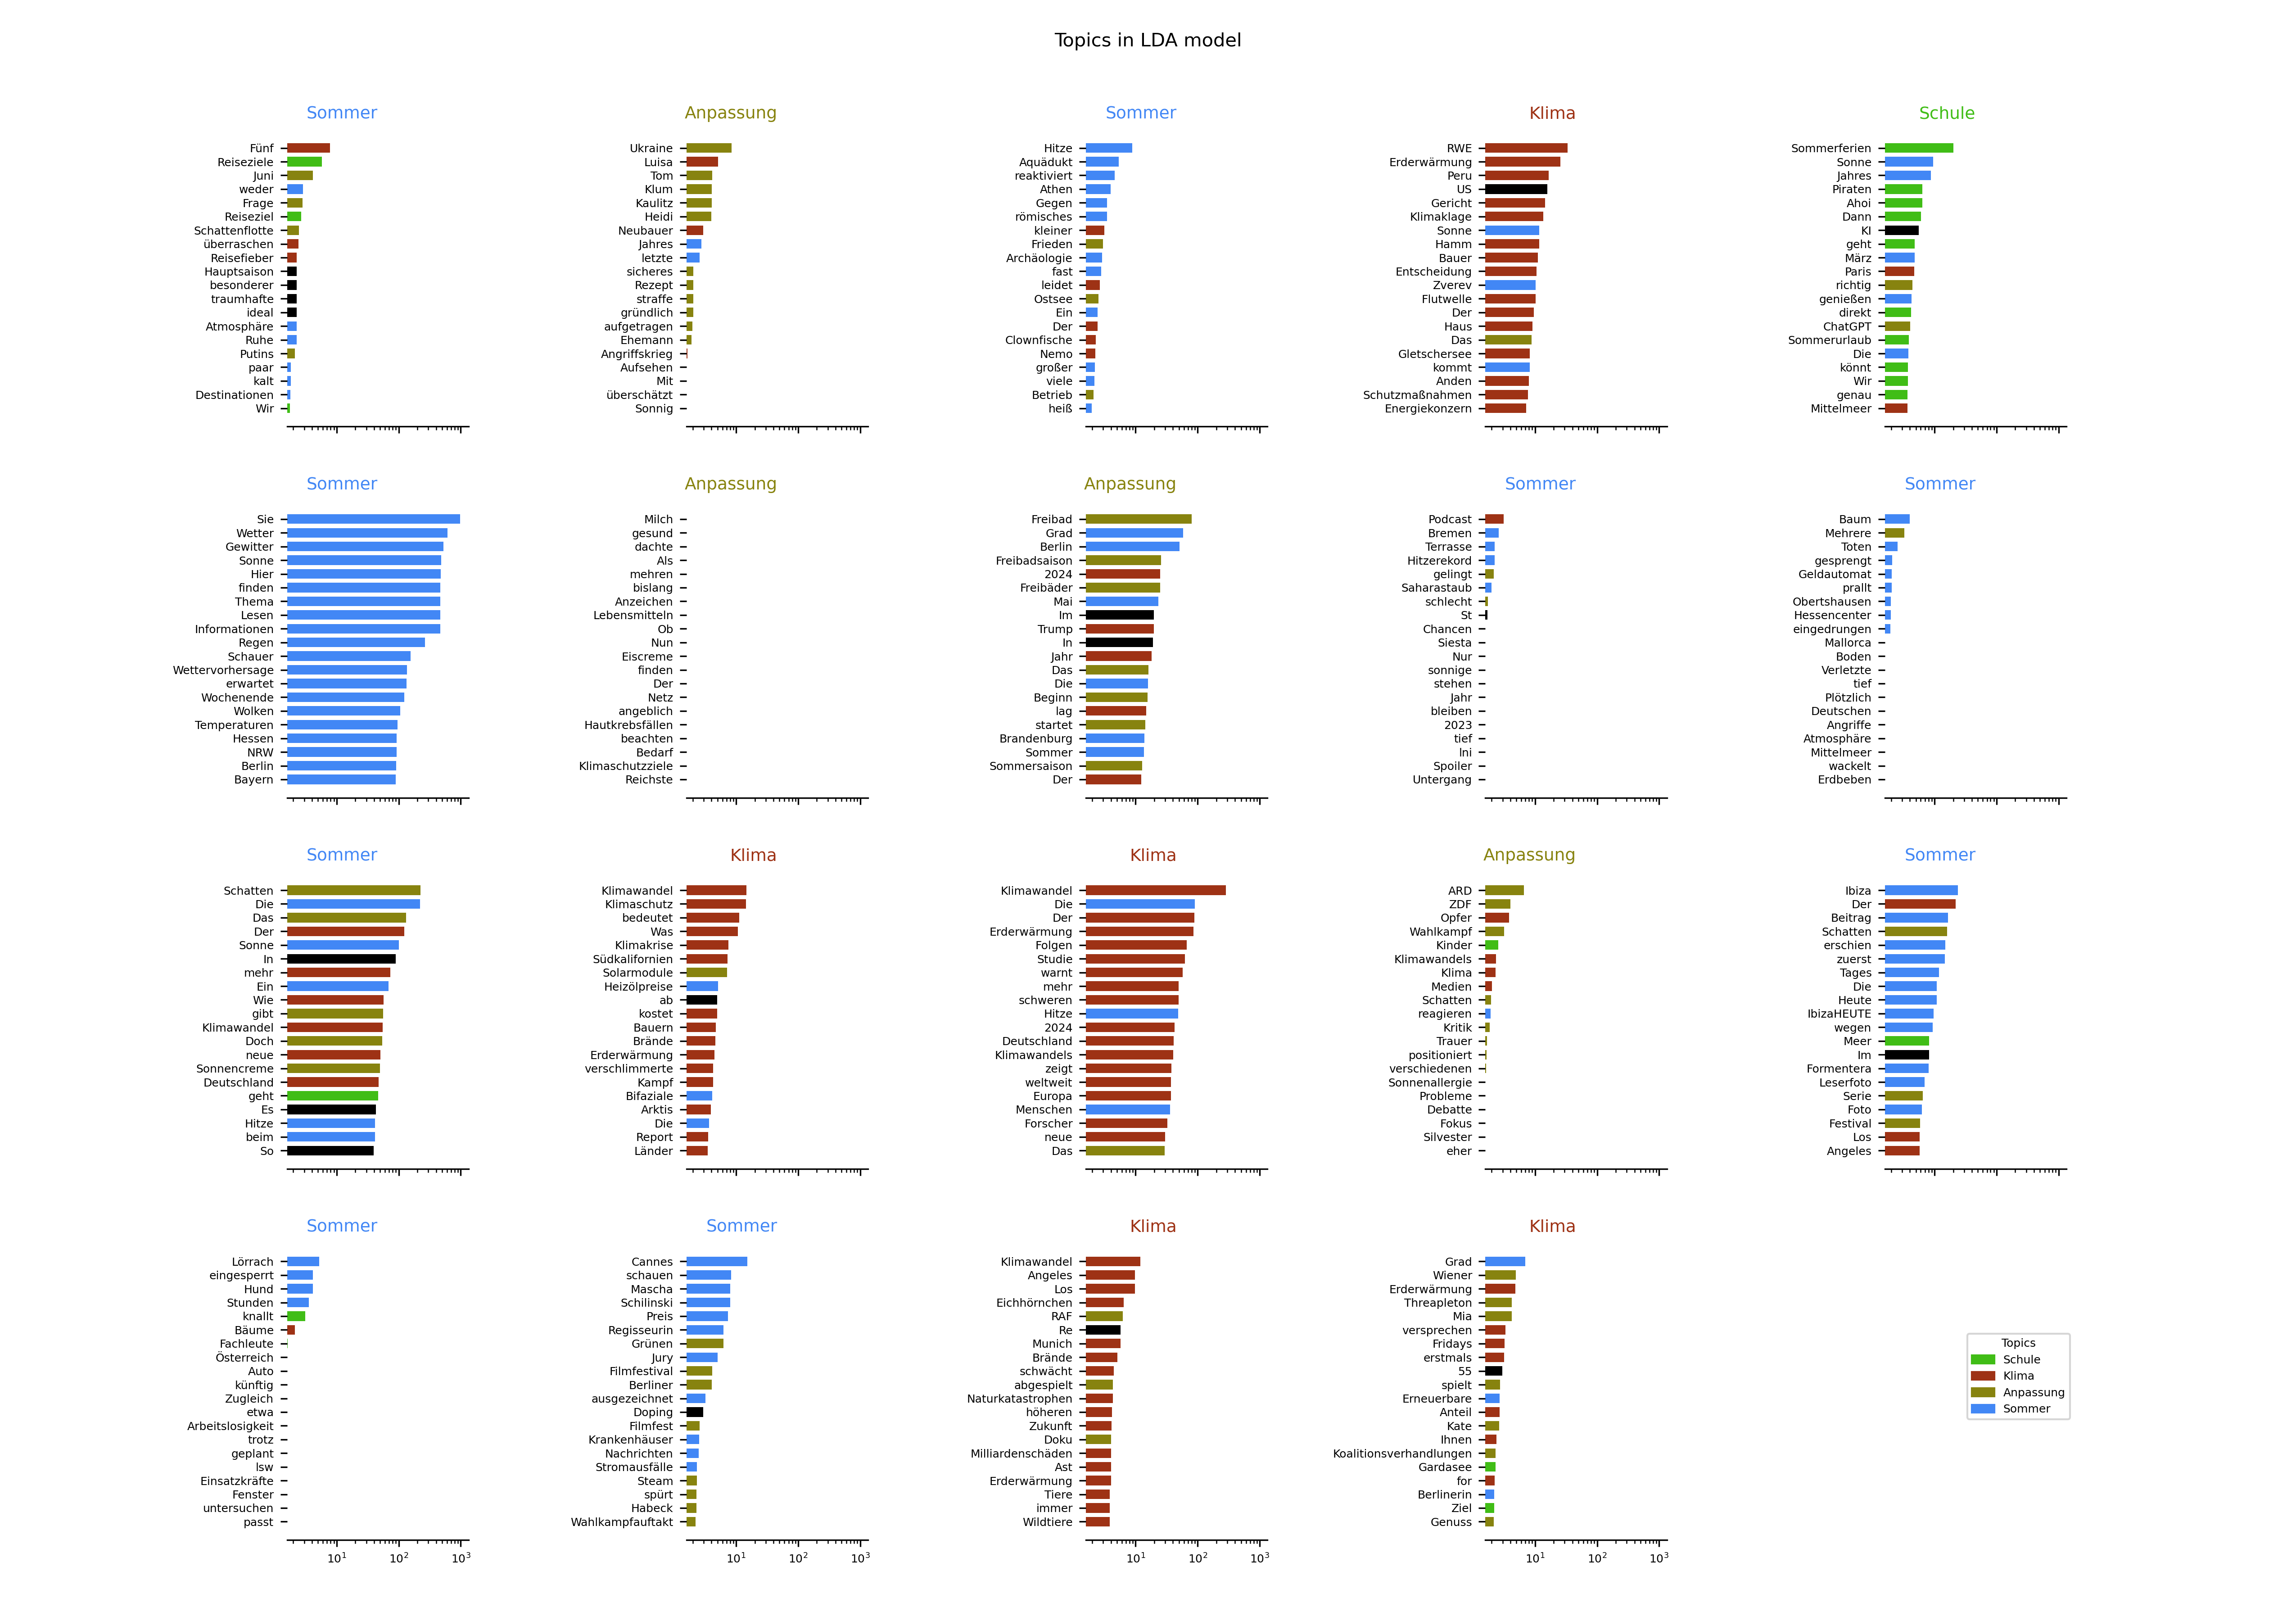 Topics in LDA model
Sommer
Fünf
Reiseziele
Juni
weder
Frage
Reiseziel
Schattenflotte
überraschen
Reisefieber
Hauptsaison
besonderer
traumhafte
ideal
Atmosphäre
Ruhe
Putins
paar
kalt
Destinationen
Wir
Anpassung
Ukraine
Luisa
Tom
Klum
Kaulitz
Heidi
Neubauer
Jahres
letzte
sicheres
Rezept
straffe
gründlich
aufgetragen
Ehemann
Angriffskrieg
Aufsehen
Mit
überschätzt
Sonnig
Sommer
Hitze
Aquädukt
reaktiviert
Athen
Gegen
römisches
kleiner
Frieden
Archäologie
fast
leidet
Ostsee
Ein
Der
Clownfische
Nemo
großer
viele
Betrieb
heiß
Klima
RWE
Erderwärmung
Peru
US
Gericht
Klimaklage
Sonne
Hamm
Bauer
Entscheidung
Zverev
Flutwelle
Der
Haus
Das
Gletschersee
kommt
Anden
Schutzmaßnahmen
Energiekonzern
Schule
Sommerferien
Sonne
Jahres
Piraten
Ahoi
Dann
KI
geht
März
Paris
richtig
genießen
direkt
ChatGPT
Sommerurlaub
Die
könnt
Wir
genau
Mittelmeer
Sommer
Sie
Wetter
Gewitter
Sonne
Hier
finden
Thema
Lesen
Informationen
Regen
Schauer
Wettervorhersage
erwartet
Wochenende
Wolken
Temperaturen
Hessen
NRW
Berlin
Bayern
Anpassung
Milch
gesund
dachte
Als
mehren
bislang
Anzeichen
Lebensmitteln
Ob
Nun
Eiscreme
finden
Der
Netz
angeblich
Hautkrebsfällen
beachten
Bedarf
Klimaschutzziele
Reichste
Anpassung
Freibad
Grad
Berlin
Freibadsaison
2024
Freibäder
Mai
Im
Trump
In
Jahr
Das
Die
Beginn
lag
startet
Brandenburg
Sommer
Sommersaison
Der
Sommer
Podcast
Bremen
Terrasse
Hitzerekord
gelingt
Saharastaub
schlecht
St
Chancen
Siesta
Nur
sonnige
stehen
Jahr
bleiben
2023
tief
Ini
Spoiler
Untergang
Sommer
Baum
Mehrere
Toten
gesprengt
Geldautomat
prallt
Obertshausen
Hessencenter
eingedrungen
Mallorca
Boden
Verletzte
tief
Plötzlich
Deutschen
Angriffe
Atmosphäre
Mittelmeer
wackelt
Erdbeben
Sommer
Schatten
Die
Das
Der
Sonne
In
mehr
Ein
Wie
gibt
Klimawandel
Doch
neue
Sonnencreme
Deutschland
geht
Es
Hitze
beim
So
Klima
Klimawandel
Klimaschutz
bedeutet
Was
Klimakrise
Südkalifornien
Solarmodule
Heizölpreise
ab
kostet
Bauern
Brände
Erderwärmung
verschlimmerte
Kampf
Bifaziale
Arktis
Die
Report
Länder
Klima
Klimawandel
Die
Der
Erderwärmung
Folgen
Studie
warnt
mehr
schweren
Hitze
2024
Deutschland
Klimawandels
zeigt
weltweit
Europa
Menschen
Forscher
neue
Das
Anpassung
ARD
ZDF
Opfer
Wahlkampf
Kinder
Klimawandels
Klima
Medien
Schatten
reagieren
Kritik
Trauer
positioniert
verschiedenen
Sonnenallergie
Probleme
Debatte
Fokus
Silvester
eher
Sommer
Ibiza
Der
Beitrag
Schatten
erschien
zuerst
Tages
Die
Heute
IbizaHEUTE
wegen
Meer
Im
Formentera
Leserfoto
Serie
Foto
Festival
Los
Angeles
Sommer
Lörrach
eingesperrt
Hund
Stunden
knallt
Bäume
Fachleute
Österreich
Auto
künftig
Zugleich
etwa
Arbeitslosigkeit
trotz
geplant
lsw
Einsatzkräfte
Fenster
untersuchen
passt
10¹ 10² 10³
Sommer
Cannes
schauen
Mascha
Schilinski
Preis
Regisseurin
Grünen
Jury
Filmfestival
Berliner
ausgezeichnet
Doping
Filmfest
Krankenhäuser
Nachrichten
Stromausfälle
Steam
spürt
Habeck
Wahlkampfauftakt
10¹ 10² 10³
Klima
Klimawandel
Angeles
Los
Eichhörnchen
RAF
Re
Munich
Brände
schwächt
abgespielt
Naturkatastrophen
höheren
Zukunft
Doku
Milliardenschäden
Ast
Erderwärmung
Tiere
immer
Wildtiere
10¹ 10² 10³
Klima
Grad
Wiener
Erderwärmung
Threapleton
Mia
versprechen
Fridays
erstmals
55
spielt
Erneuerbare
Anteil
Kate
Ihnen
Koalitionsverhandlungen
Gardasee
for
Berlinerin
Ziel
Genuss
10¹ 10² 10³
Topics
Schule
Klima
Anpassung
Sommer